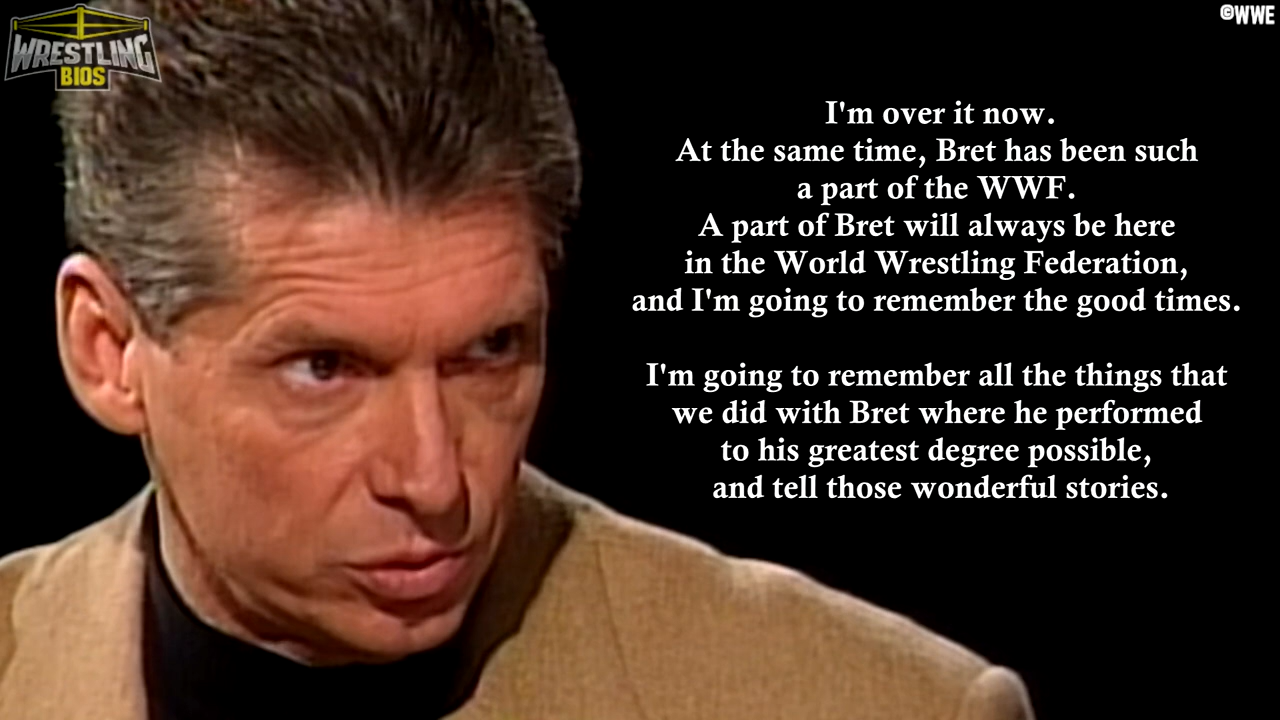 WRESTLING
BIOS
©WWE
I'm over it now.
At the same time, Bret has been such
a part of the WWF.
A part of Bret will always be here
in the World Wrestling Federation,
and I'm going to remember the good times.
I'm going to remember all the things that
we did with Bret where he performed
to his greatest degree possible,
and tell those wonderful stories.